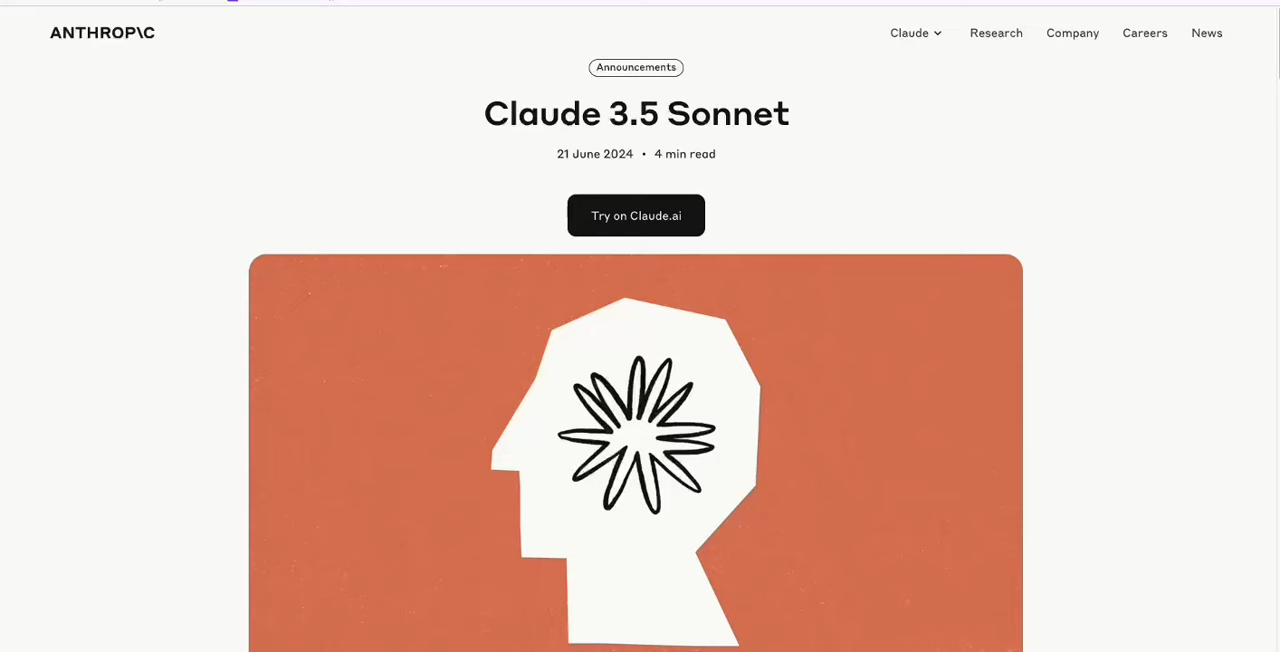 ANTHROP\C
Claude Research Company Careers News
Announcements
Claude 3.5 Sonnet
21 June 2024 • 4 min read
Try on Claude.ai